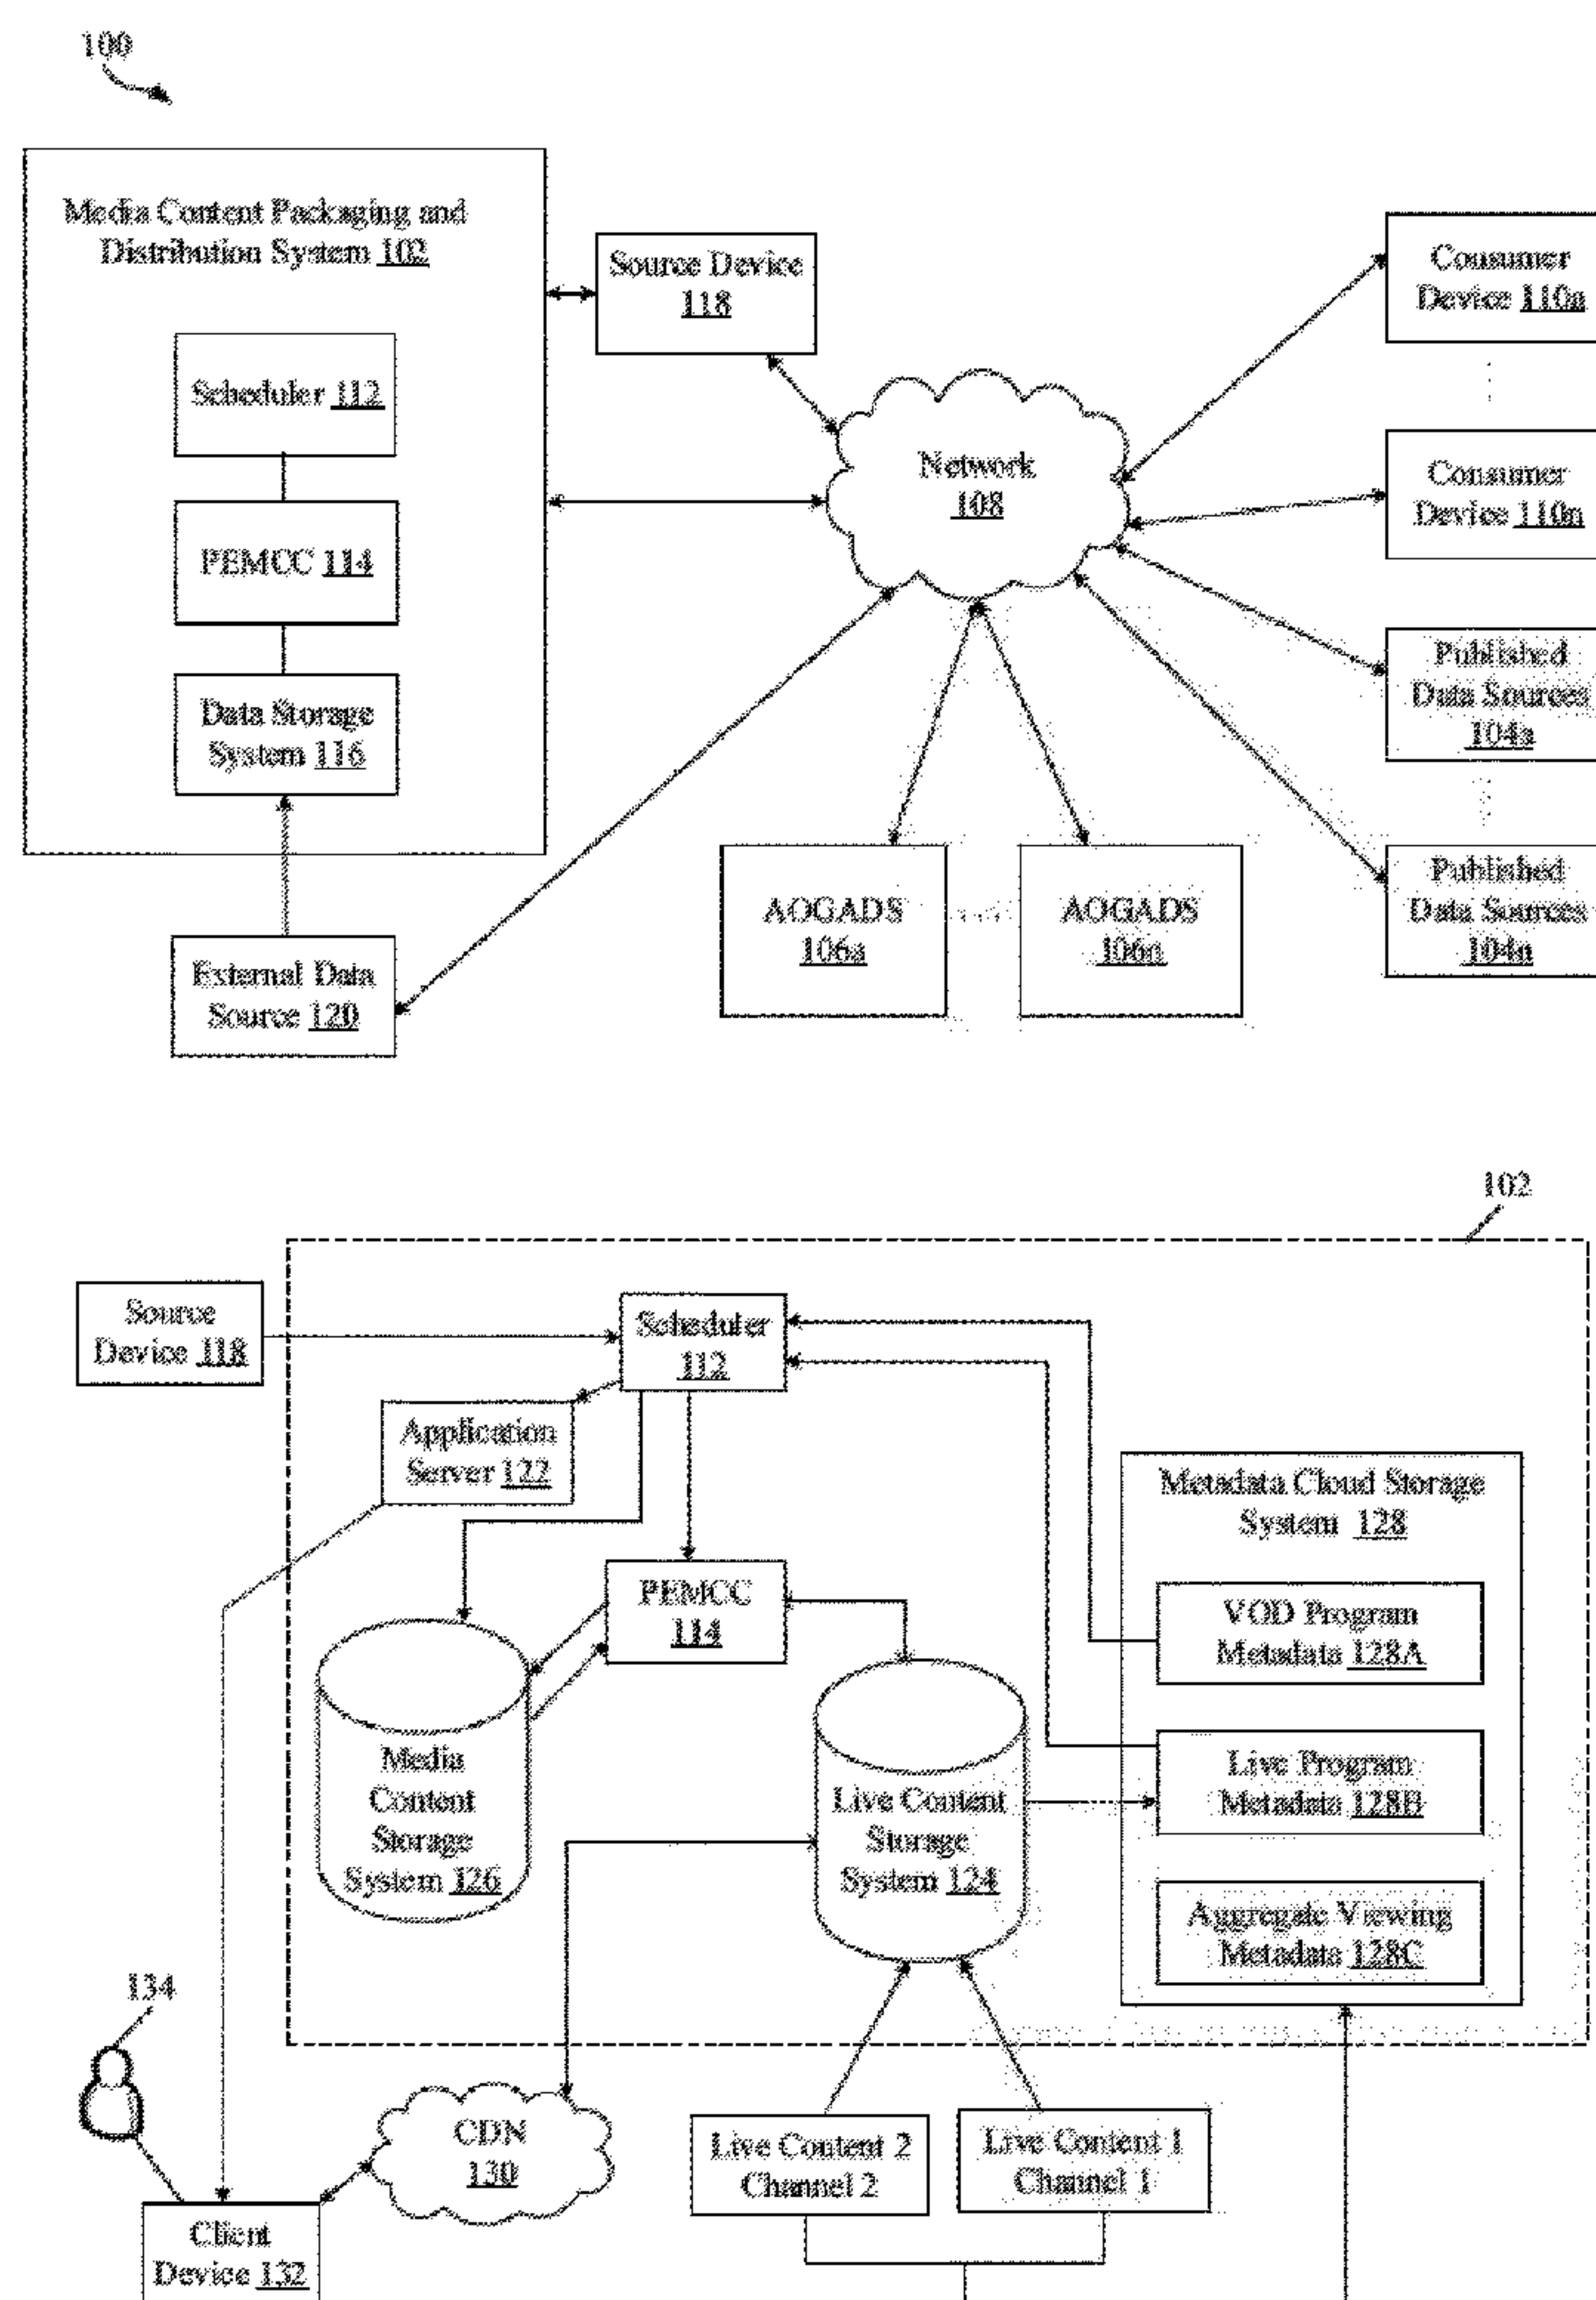 100
Media Content Packaging and
Distribution System 102
Scheduler 112
PEMCC 114
Data Storage
System 116
External Data
Source 120
Source Device
118
Network
108
Consumer
Device 110a
Consumer
Device 110n
Published
Data Sources
104a
Published
Data Sources
104n
AOGADS
106a
AOGADS
106n
102
Source
Device 118
Scheduler
112
Application
Server 122
PEMCC
114
Media
Content
Storage
System 126
Live Content
Storage
System 124
Metadata Cloud Storage
System 128
VOD Program
Metadata 128A
Live Program
Metadata 128B
Aggregate Viewing
Metadata 128C
134
CDN
130
Client
Device 132
Live Content 2
Channel 2
Live Content 1
Channel 1